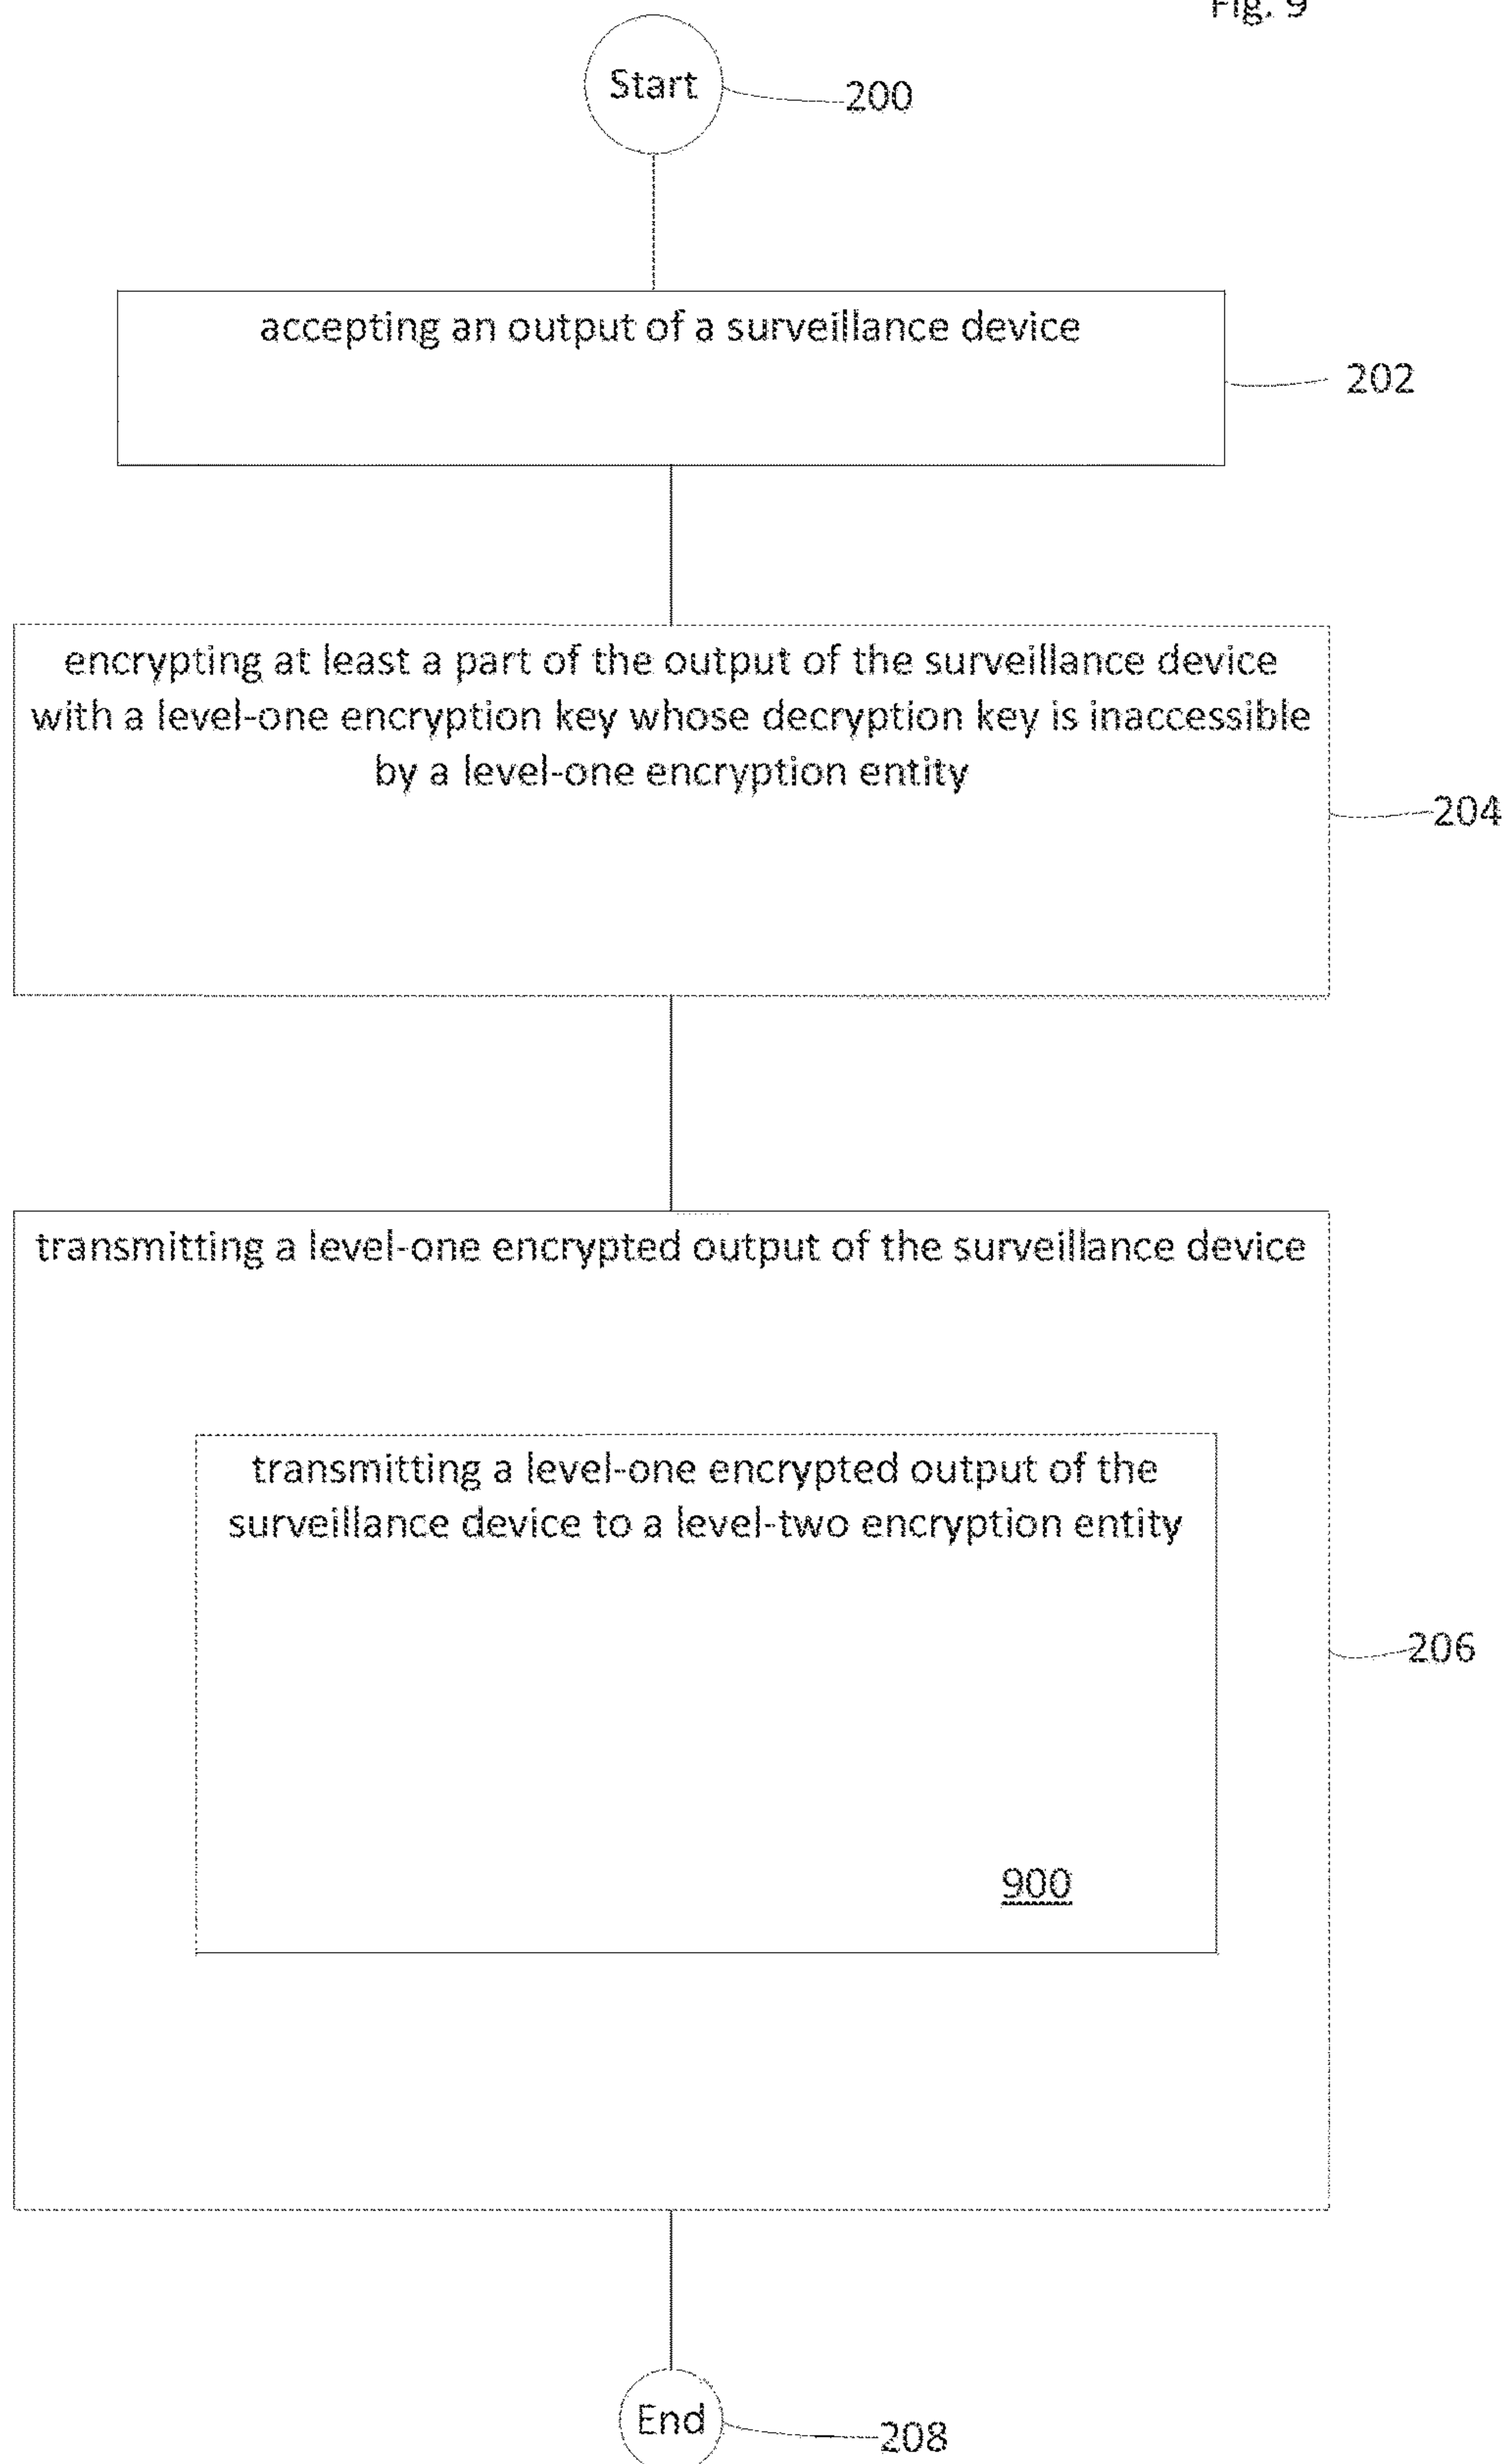 Fig. 9
Start
200
accepting an output of a surveillance device
202
encrypting at least a part of the output of the surveillance device
with a level-one encryption key whose decryption key is inaccessible
by a level-one encryption entity
204
transmitting a level-one encrypted output of the surveillance device
transmitting a level-one encrypted output of the
surveillance device to a level-two encryption entity
206
900
End
208